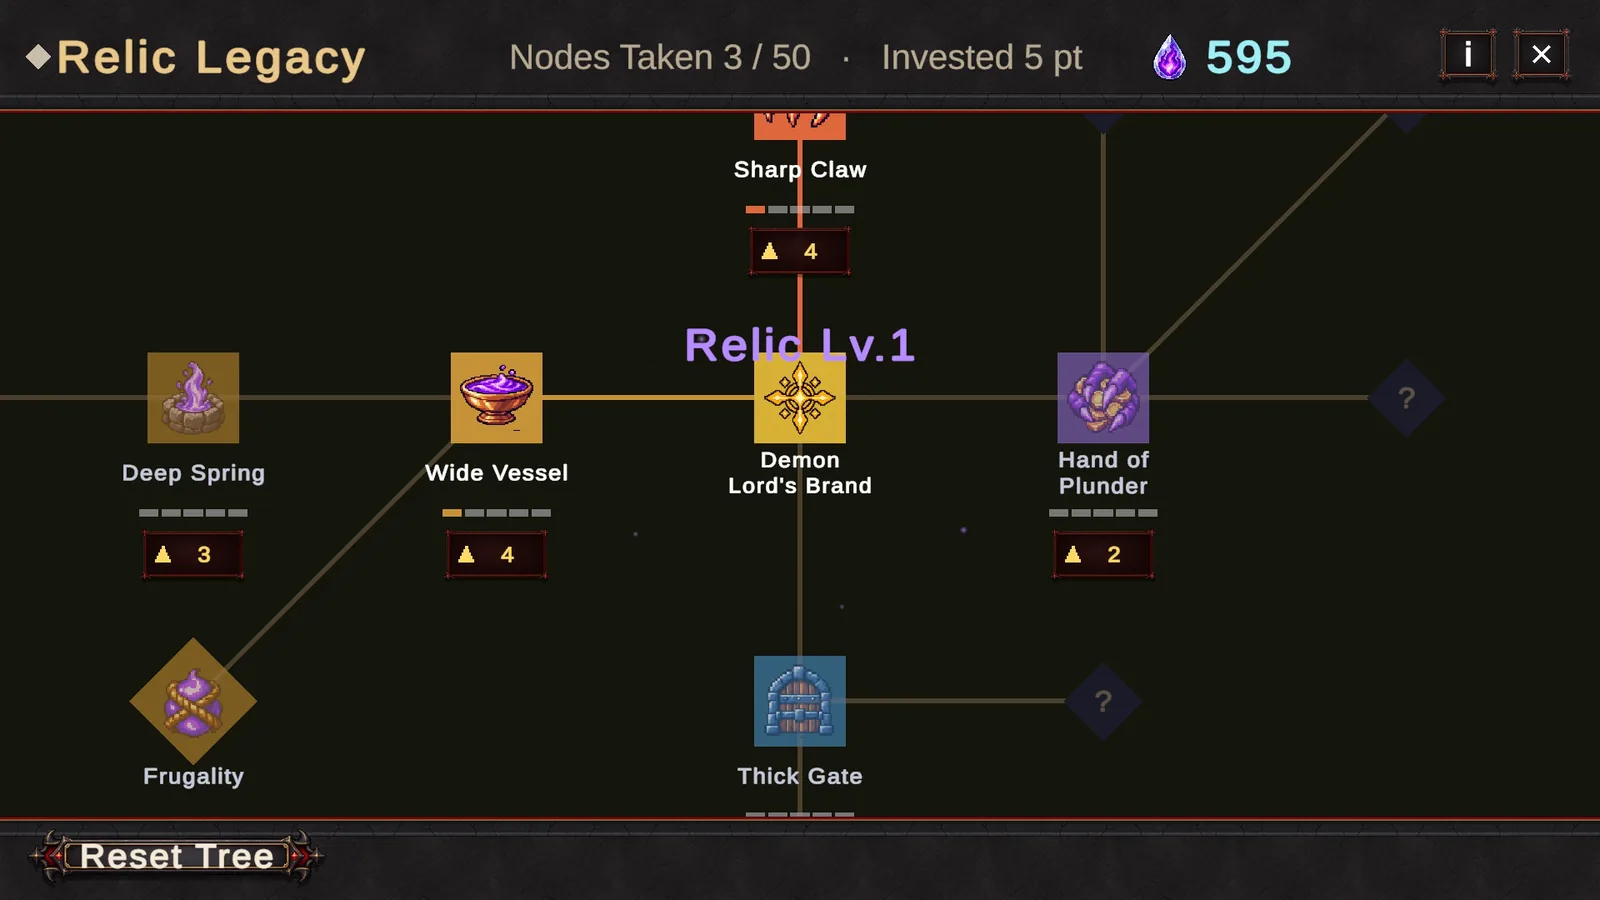 Relic Legacy
Nodes Taken 3 / 50 · Invested 5 pt
595
i
×
Sharp Claw
4
Relic Lv.1
Deep Spring
3
Wide Vessel
4
Demon
Lord's Brand
Hand of
Plunder
2
?
Frugality
Thick Gate
?
Reset Tree